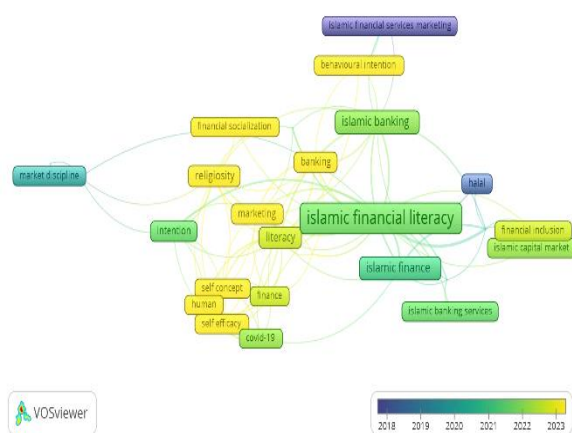 islamic financial services marketing
behavioural intention
islamic banking
financial socialization
banking
market discipline
religiosity
halal
marketing
islamic financial literacy
intention
literacy
financial inclusion
islamic capital market
islamic finance
self concept
finance
human
islamic banking services
self efficacy
covid-19
VOSviewer
2018 2019 2020 2021 2022 2023